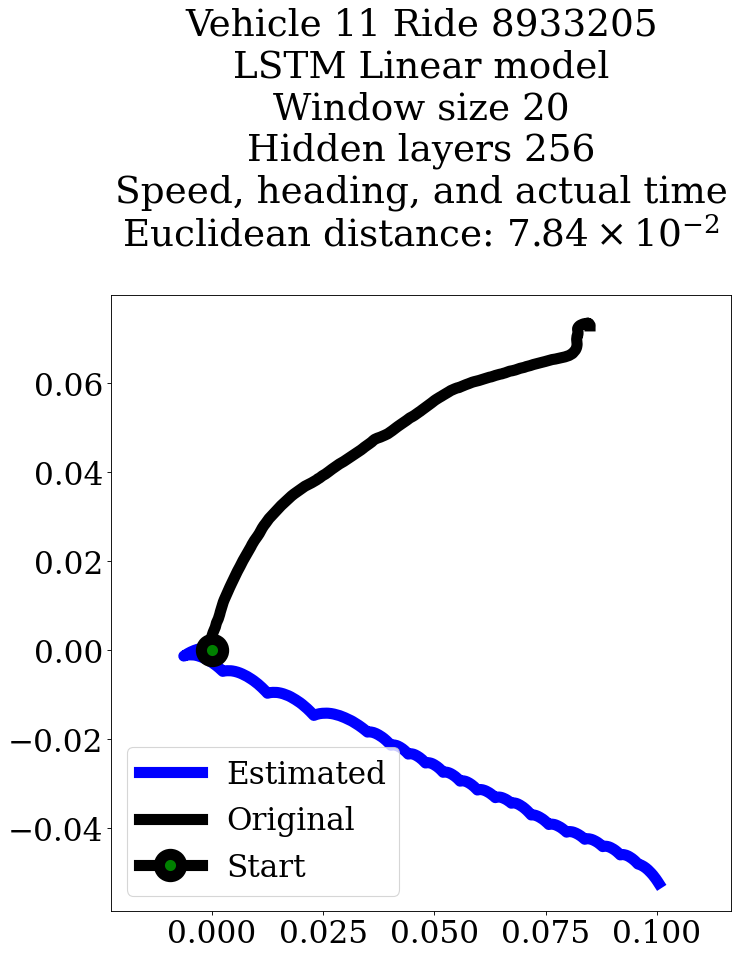 Vehicle 11 Ride 8933205
LSTM Linear model
Window size 20
Hidden layers 256
Speed, heading, and actual time
Euclidean distance: 7.84 × 10⁻²
0.06
0.04
0.02
0.00
−0.02
−0.04
Estimated
Original
Start
0.000 0.025 0.050 0.075 0.100